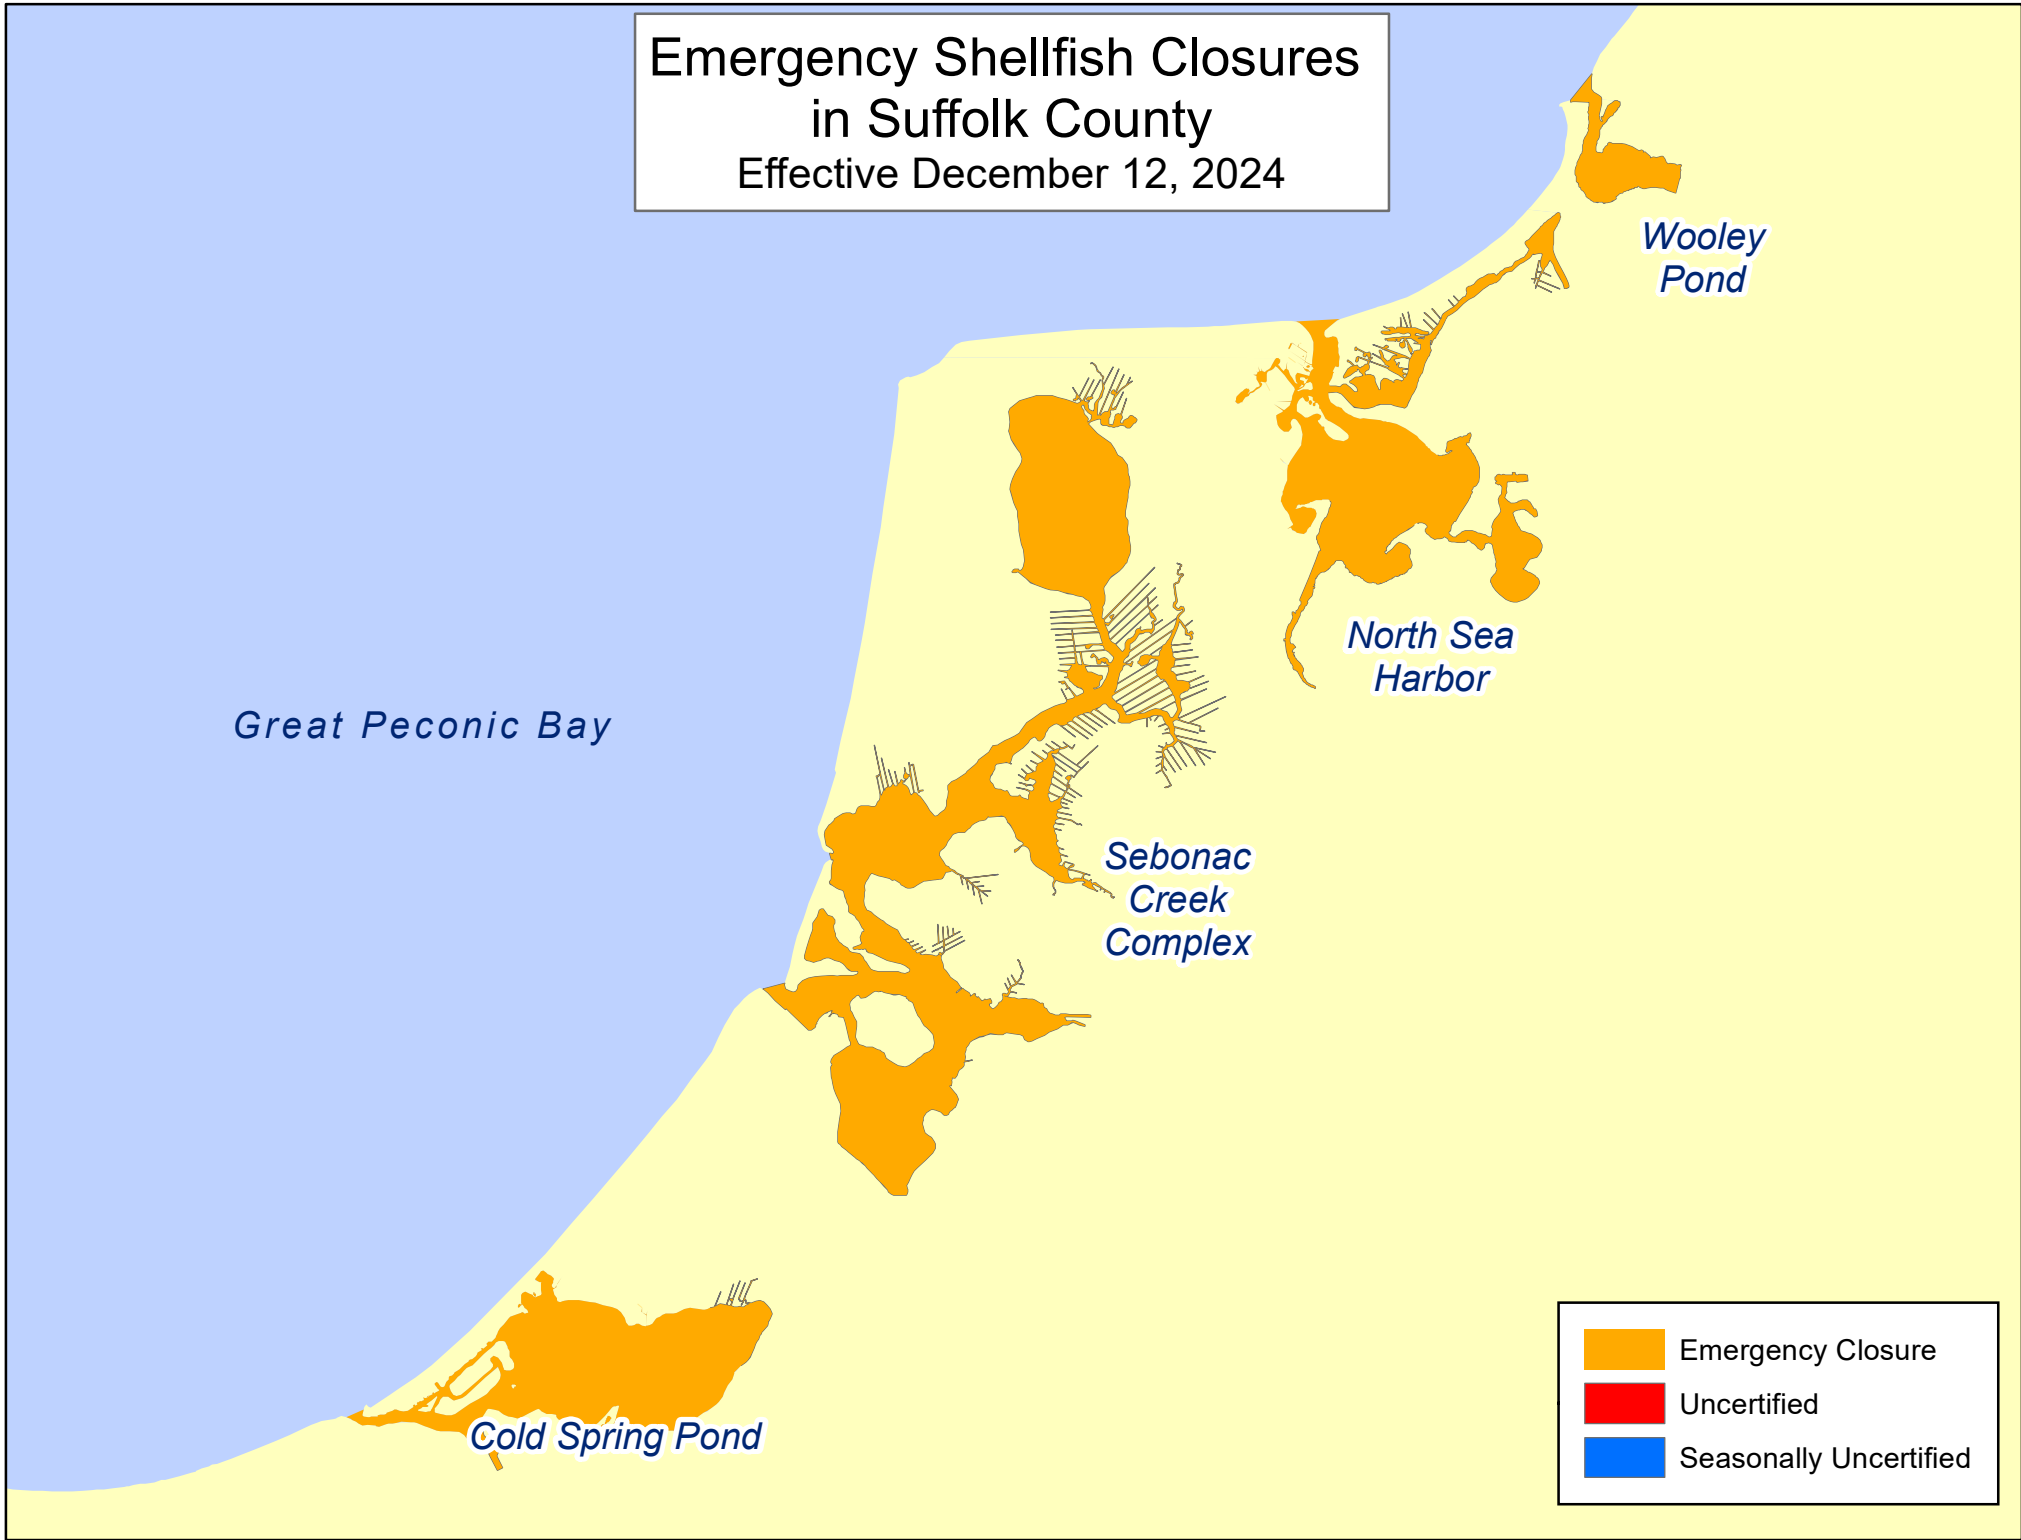 Emergency Shellfish Closures
in Suffolk County
Effective December 12, 2024
Wooley
Pond
North Sea
Harbor
Great Peconic Bay
Sebonac
Creek
Complex
Cold Spring Pond
Emergency Closure
Uncertified
Seasonally Uncertified